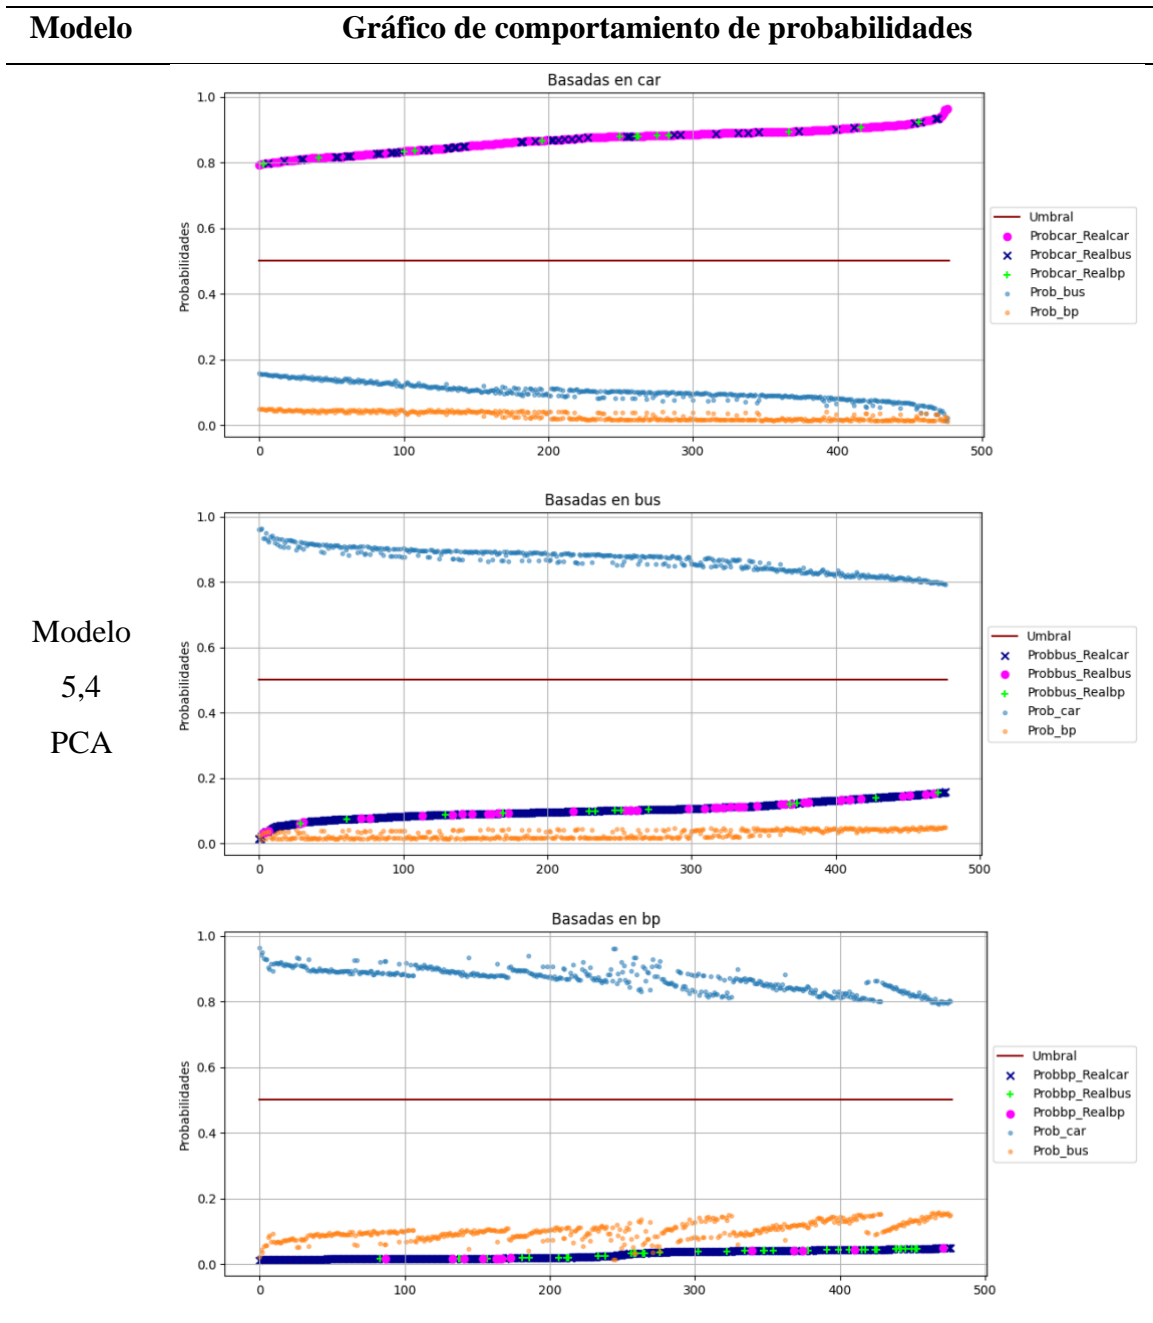 Modelo Gráfico de comportamiento de probabilidades
Basadas en car
1.0
0.8
0.6
0.4
0.2
0.0
Probabilidades
0 100 200 300 400 500
Umbral
Probcar_Realcar
Probcar_Realbus
Probcar_Realbp
Prob_bus
Prob_bp
Modelo
5,4
PCA
Basadas en bus
1.0
0.8
0.6
0.4
0.2
0.0
Probabilidades
0 100 200 300 400 500
Umbral
Probbus_Realcar
Probbus_Realbus
Probbus_Realbp
Prob_car
Prob_bp
Basadas en bp
1.0
0.8
0.6
0.4
0.2
0.0
Probabilidades
0 100 200 300 400 500
Umbral
Probbp_Realcar
Probbp_Realbus
Probbp_Realbp
Prob_car
Prob_bus